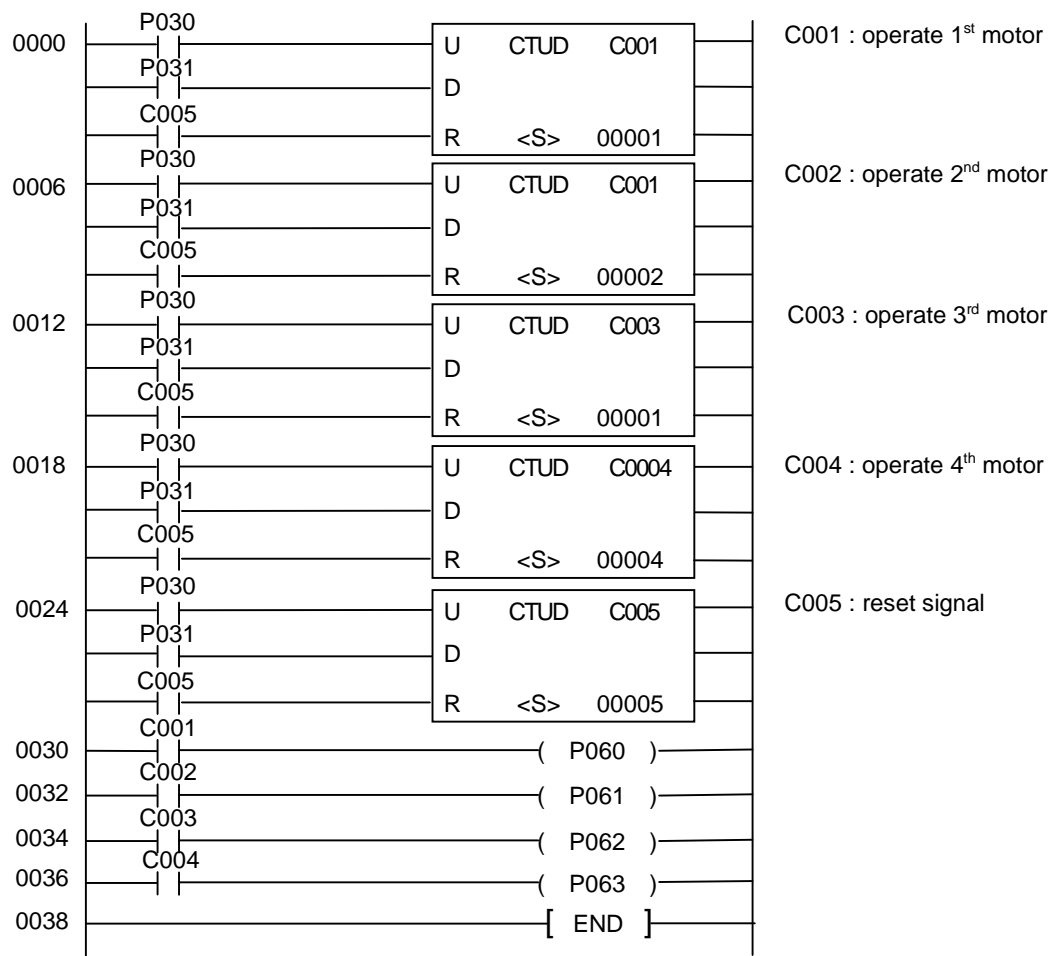 P030
0000 U CTUD C001 C001 : operate 1st motor
P031
D
C005
R <S> 00001
P030
0006 U CTUD C001 C002 : operate 2nd motor
P031
D
C005
R <S> 00002
P030
0012 U CTUD C003 C003 : operate 3rd motor
P031
D
C005
R <S> 00001
P030
0018 U CTUD C0004 C004 : operate 4th motor
P031
D
C005
R <S> 00004
P030
0024 U CTUD C005 C005 : reset signal
P031
D
C005
R <S> 00005
C001
0030 ( P060 )
C002
0032 ( P061 )
C003
0034 ( P062 )
C004
0036 ( P063 )
0038 [ END ]